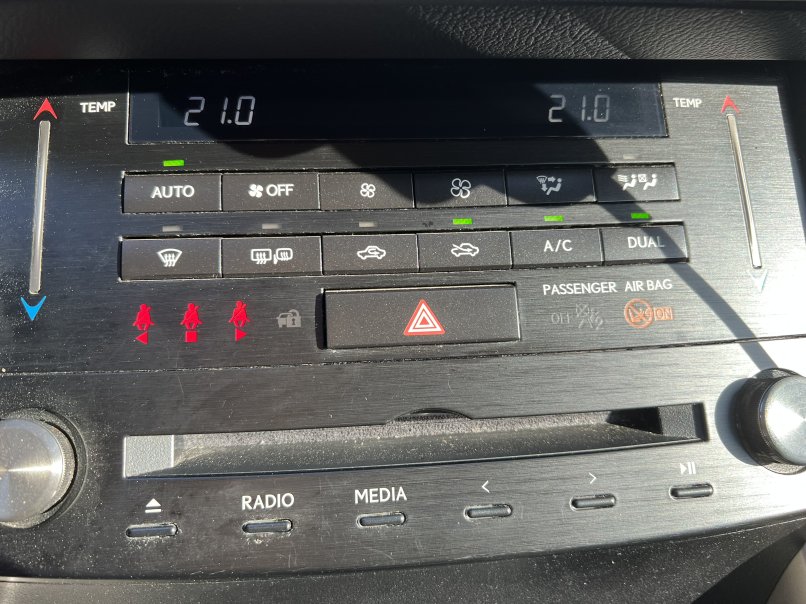 TEMP 21.0 21.0 TEMP
AUTO OFF
A/C DUAL
PASSENGER AIR BAG
OFF ON
RADIO MEDIA < >